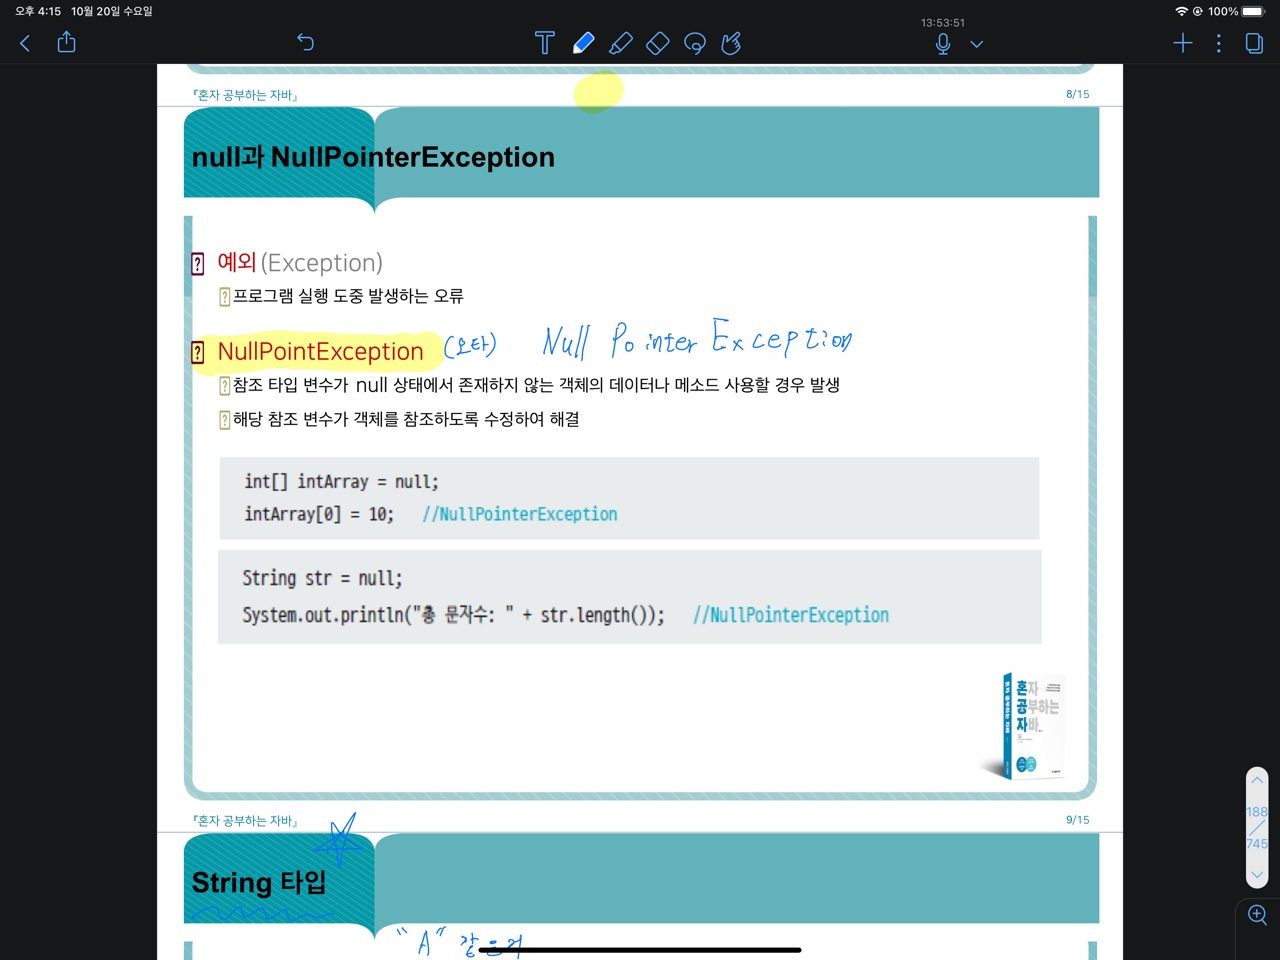 오후 4:15 10월 20일 수요일
100%
13:53:51
『혼자 공부하는 자바』
8/15
null과 NullPointerException
예외 (Exception)
프로그램 실행 도중 발생하는 오류
NullPointException (오타) Null Pointer Exception
참조 타입 변수가 null 상태에서 존재하지 않는 객체의 데이터나 메소드 사용할 경우 발생
해당 참조 변수가 객체를 참조하도록 수정하여 해결
int[] intArray = null;
intArray[0] = 10; //NullPointerException
String str = null;
System.out.println("총 문자수: " + str.length()); //NullPointerException
혼자
공부하는
자바
『혼자 공부하는 자바』
9/15
188
745
String 타입
"A"